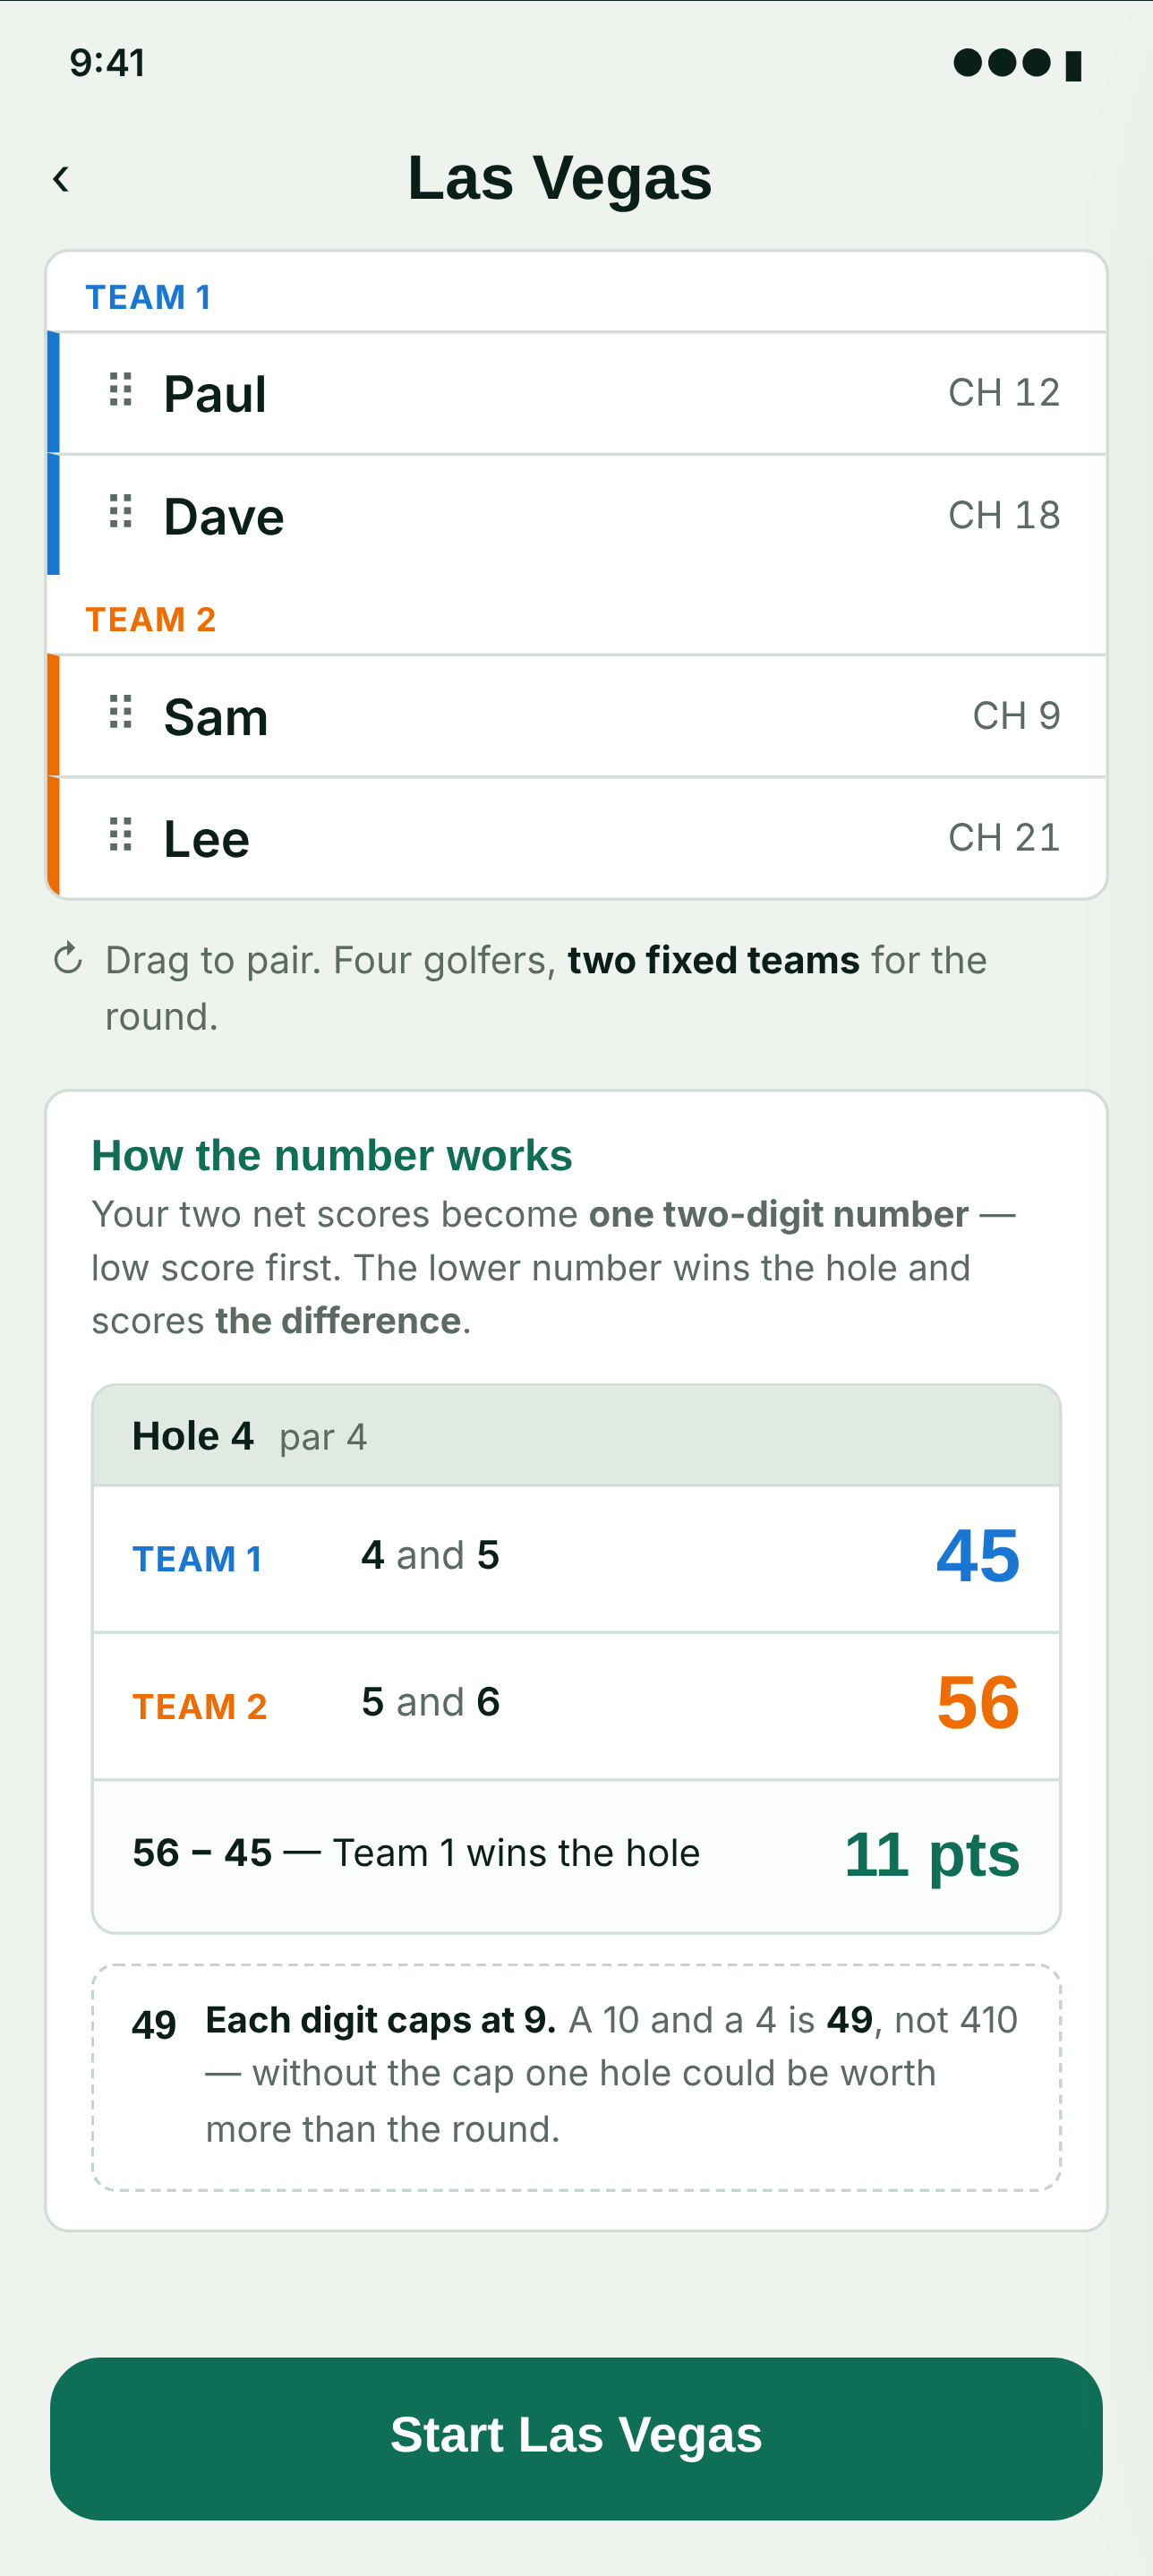 9:41
Las Vegas
TEAM 1
Paul CH 12
Dave CH 18
TEAM 2
Sam CH 9
Lee CH 21
Drag to pair. Four golfers, two fixed teams for the
round.
How the number works
Your two net scores become one two-digit number —
low score first. The lower number wins the hole and
scores the difference.
Hole 4 par 4
TEAM 1 4 and 5 45
TEAM 2 5 and 6 56
56 – 45 — Team 1 wins the hole 11 pts
49 Each digit caps at 9. A 10 and a 4 is 49, not 410
— without the cap one hole could be worth
more than the round.
Start Las Vegas